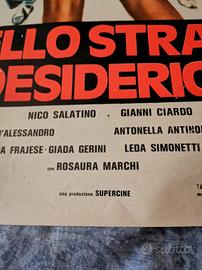 ELLO STRA
DESIDERIO
NICO SALATINO GIANNI CIARDO
D'ALESSANDRO ANTONELLA ANTINO
A FRAJESE - GIADA GERINI LEDA SIMONETTI
con ROSAURA MARCHI
una produzione SUPERCINE
subito